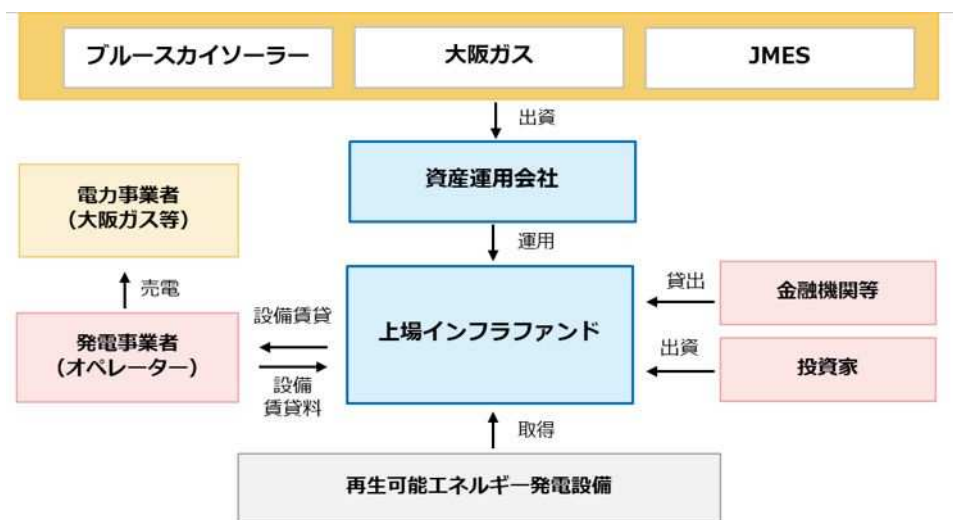 ブルースカイソーラー
大阪ガス
JMES
出資
資産運用会社
運用
電力事業者
(大阪ガス等)
売電
発電事業者
(オペレーター)
設備賃貸
設備
賃貸料
上場インフラファンド
貸出
金融機関等
出資
投資家
取得
再生可能エネルギー発電設備